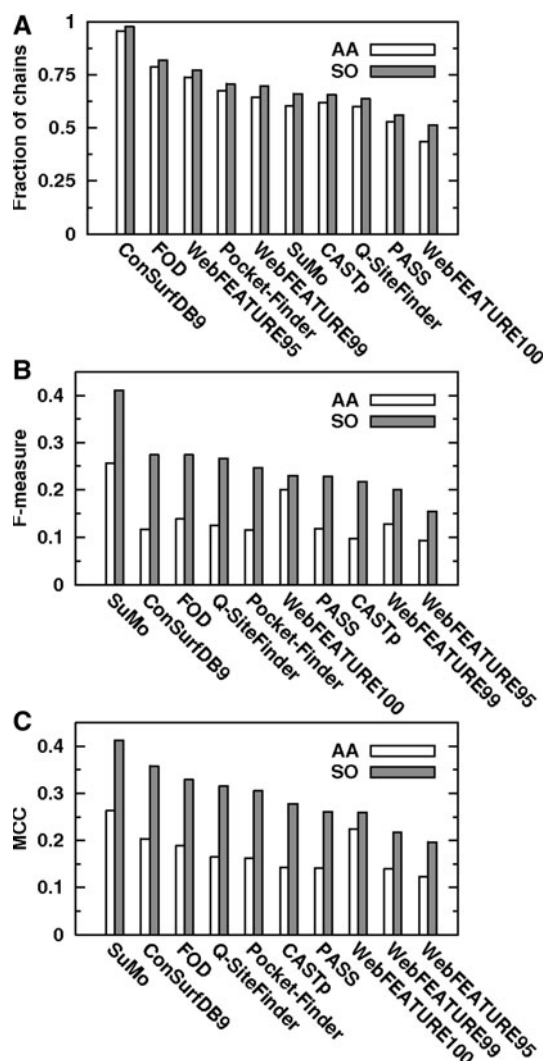 A
Fraction of chains
1
0.75
0.5
0.25
0
AA
SO
ConSurfDB9
FOD
WebFEATURE95
Pocket-Finder
WebFEATURE99
SuMo
CASTp
Q-SiteFinder
PASS
WebFEATURE100
B
F-measure
0.4
0.3
0.2
0.1
0
AA
SO
SuMo
ConSurfDB9
FOD
Q-SiteFinder
Pocket-Finder
WebFEATURE100
PASS
CASTp
WebFEATURE99
WebFEATURE95
C
MCC
0.4
0.3
0.2
0.1
0
AA
SO
SuMo
ConSurfDB9
FOD
Q-SiteFinder
Pocket-Finder
CASTp
PASS
WebFEATURE100
WebFEATURE99
WebFEATURE95